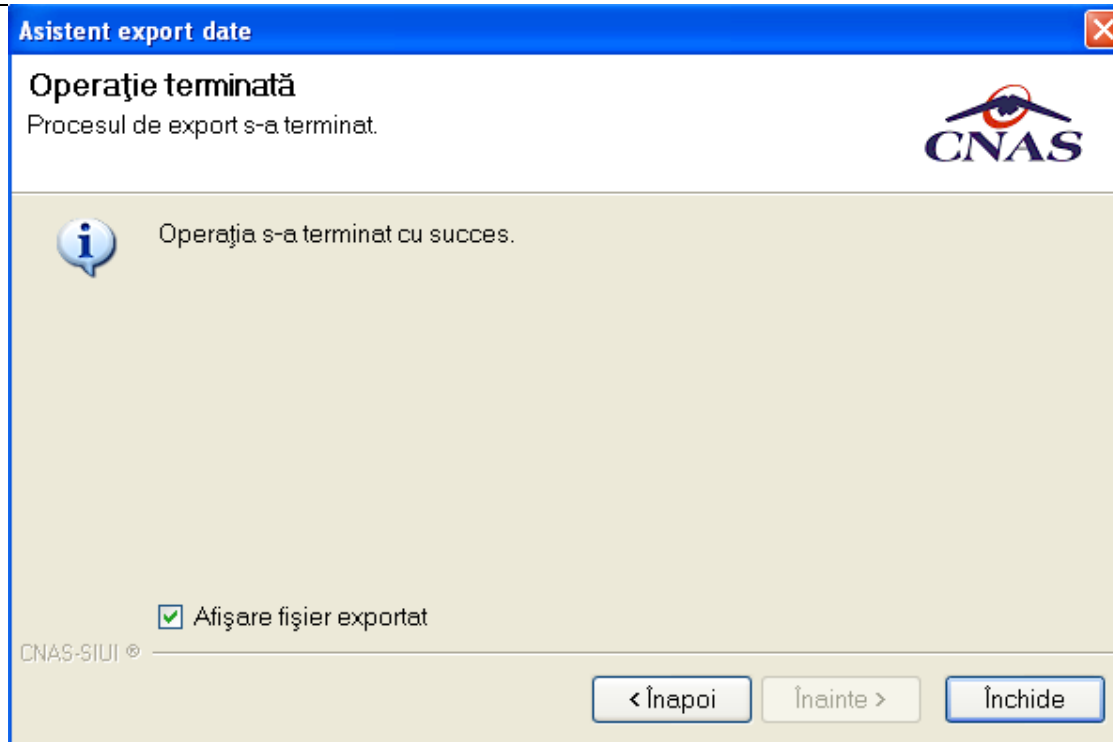 Asistent export date
Operaţie terminată
Procesul de export s-a terminat.
CNAS
Operaţia s-a terminat cu succes.
Afişare fişier exportat
CNAS-SIUI ®
< Înapoi
Înainte >
Închide